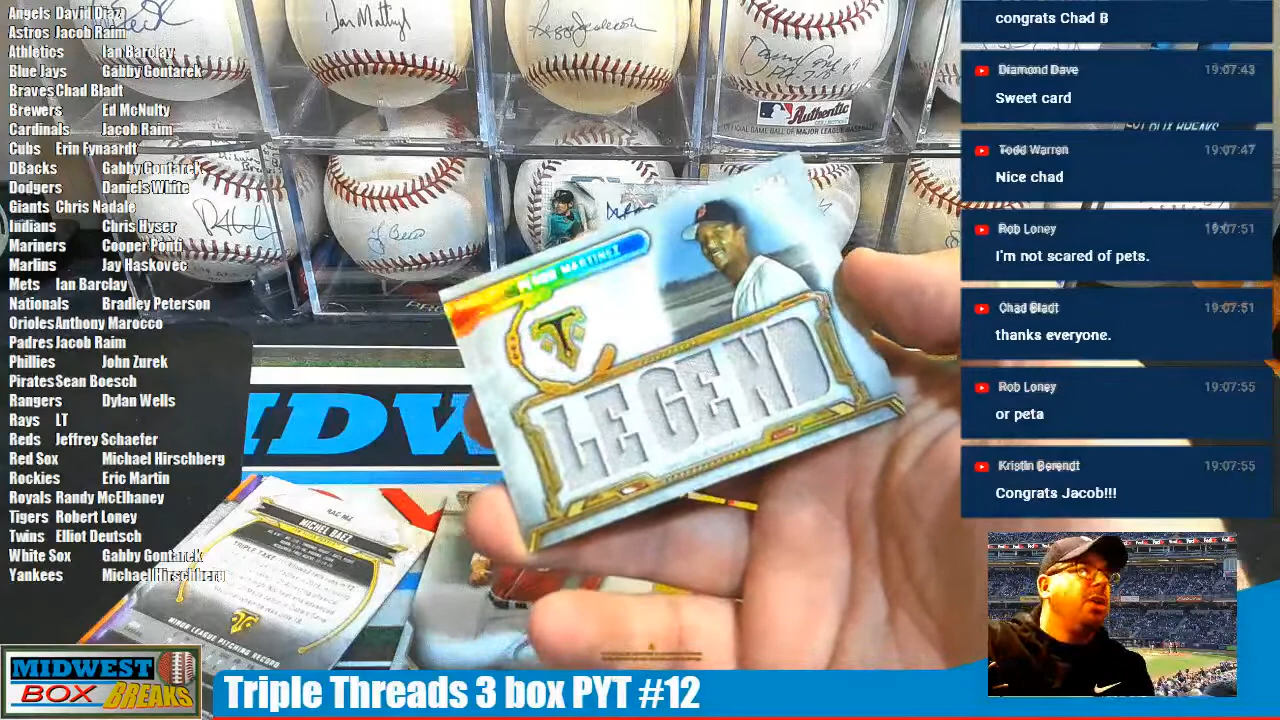 Angels David Diaz
Astros Jacob Raim
Athletics Ian Barclay
Blue Jays Gabby Gontarek
Braves Chad Bladt
Brewers Ed McNulty
Cardinals Jacob Raim
Cubs Erin Fynaardt
DBacks Gabby Gontarek
Dodgers Daniels White
Giants Chris Nadale
Indians Chris Hyser
Mariners Cooper Ponti
Marlins Jay Haskovec
Mets Ian Barclay
Nationals Bradley Peterson
Orioles Anthony Marocco
Padres Jacob Raim
Phillies John Zurek
Pirates Sean Boesch
Rangers Dylan Wells
Rays LT
Reds Jeffrey Schaefer
Red Sox Michael Hirschberg
Rockies Eric Martin
Royals Randy McElhaney
Tigers Robert Loney
Twins Elliot Deutsch
White Sox Gabby Gontarek
Yankees Michael Hirschberg
Authentic
MARTINEZ
T
LEGEND
MIDW
MICHEL BAEZ
TRIPLE TAKE
MINOR LEAGUE PITCHING RECORD
congrats Chad B
Diamond Dave 19:07:43
Sweet card
Todd Warren 19:07:47
Nice chad
Rob Loney 19:07:51
I'm not scared of pets.
Chad Bladt 19:07:51
thanks everyone.
Rob Loney 19:07:55
or peta
Kristin Berendt 19:07:55
Congrats Jacob!!!
MIDWEST
BOX BREAKS
Triple Threads 3 box PYT #12